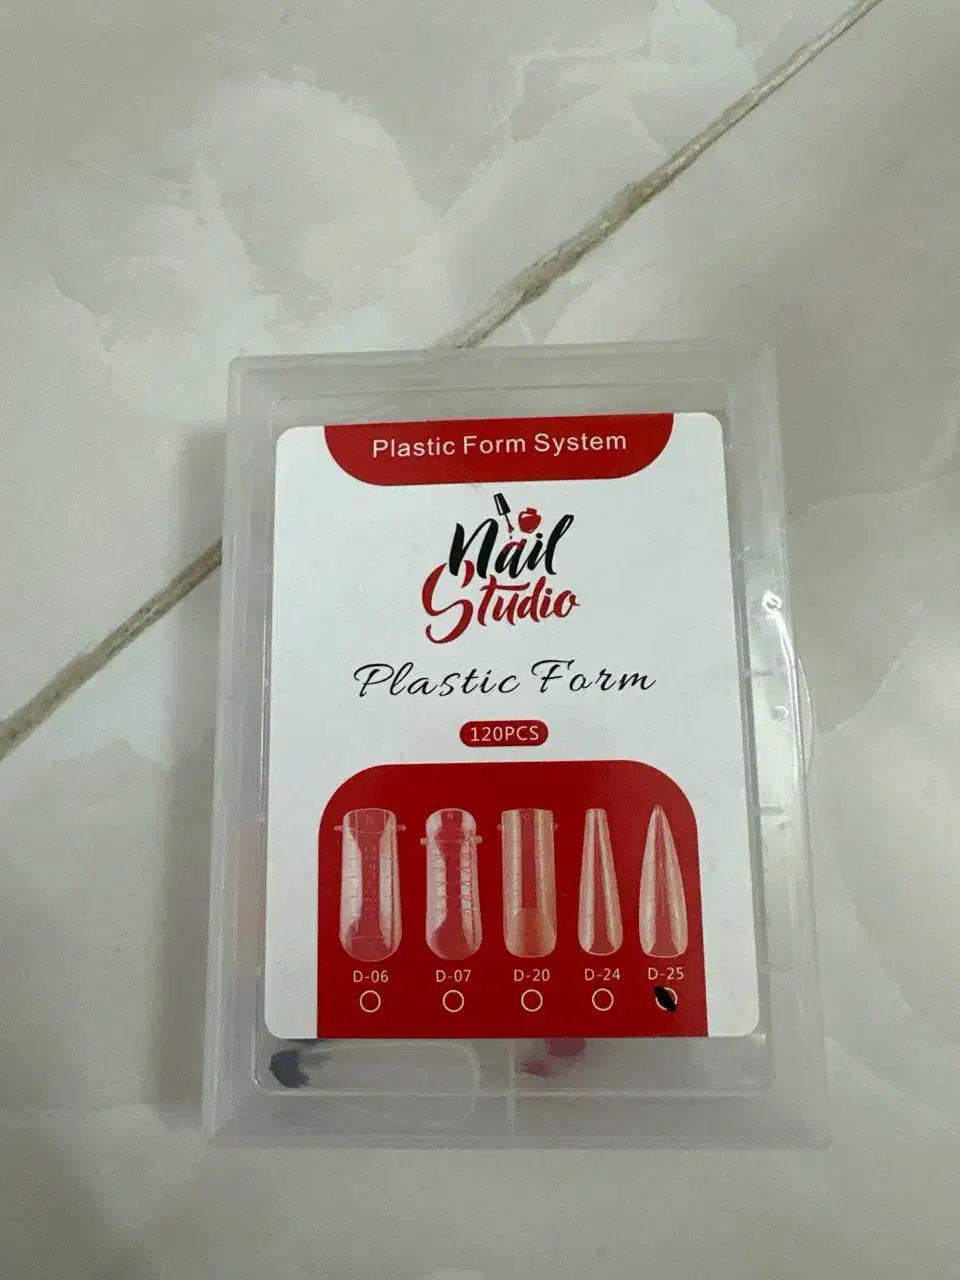 Plastic Form System
Nail
Studio
Plastic Form
120PCS
D-06 D-07 D-20 D-24 D-25